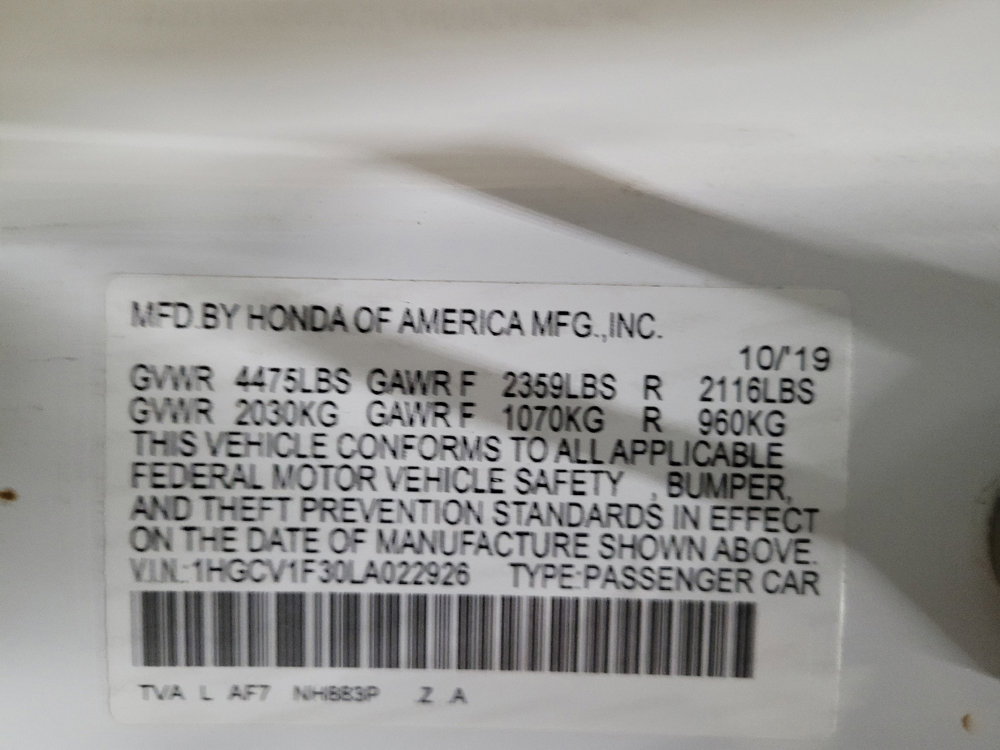 MFD.BY HONDA OF AMERICA MFG.,INC.
10/'19
GVWR 4475LBS GAWR F 2359LBS R 2116LBS
GVWR 2030KG GAWR F 1070KG R 960KG
THIS VEHICLE CONFORMS TO ALL APPLICABLE
FEDERAL MOTOR VEHICLE SAFETY , BUMPER,
AND THEFT PREVENTION STANDARDS IN EFFECT
ON THE DATE OF MANUFACTURE SHOWN ABOVE.
V.I.N.:1HGCV1F30LA022926 TYPE:PASSENGER CAR
TVA L AF7 NH883P Z A